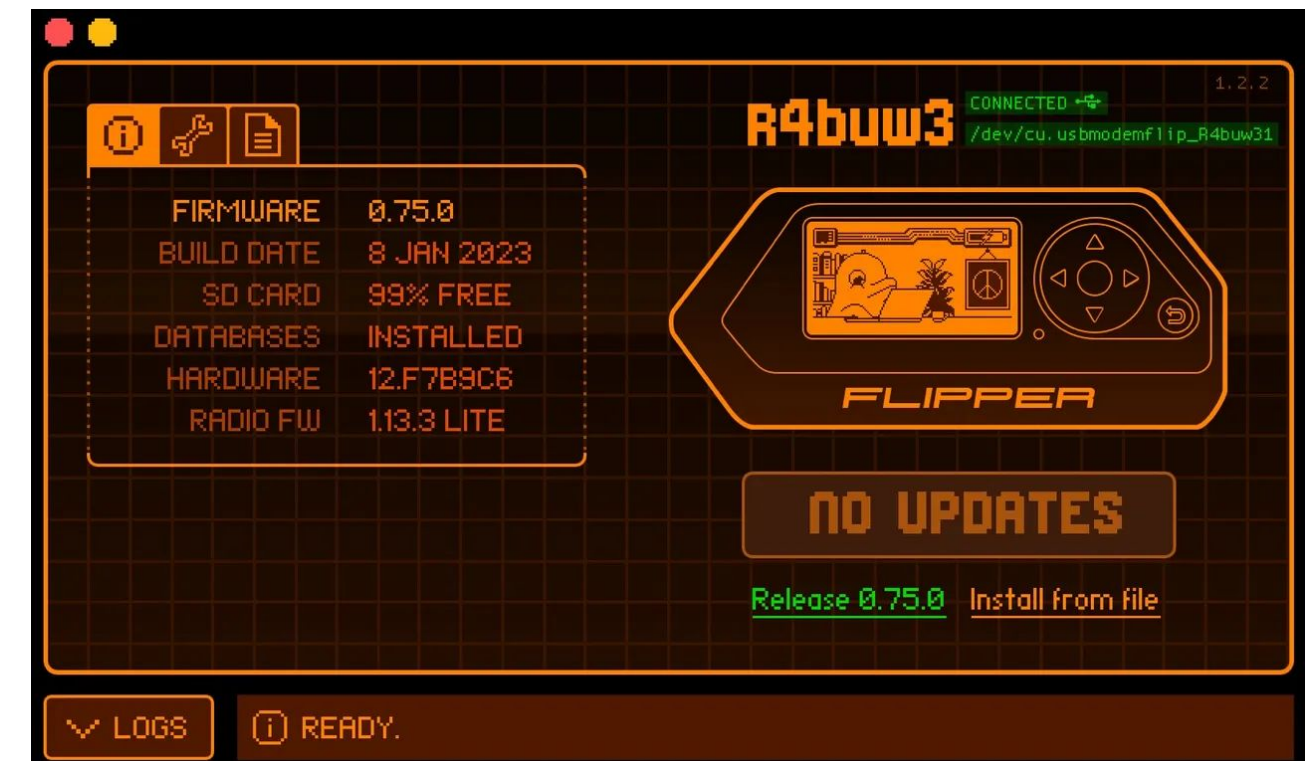 1.2.2
R4buw3
CONNECTED
/dev/cu.usbmodemflip_R4buw31
FIRMWARE 0.75.0
BUILD DATE 8 JAN 2023
SD CARD 99% FREE
DATABASES INSTALLED
HARDWARE 12.F7B9C6
RADIO FW 1.13.3 LITE
FLIPPER
NO UPDATES
Release 0.75.0 Install from file
LOGS
READY.